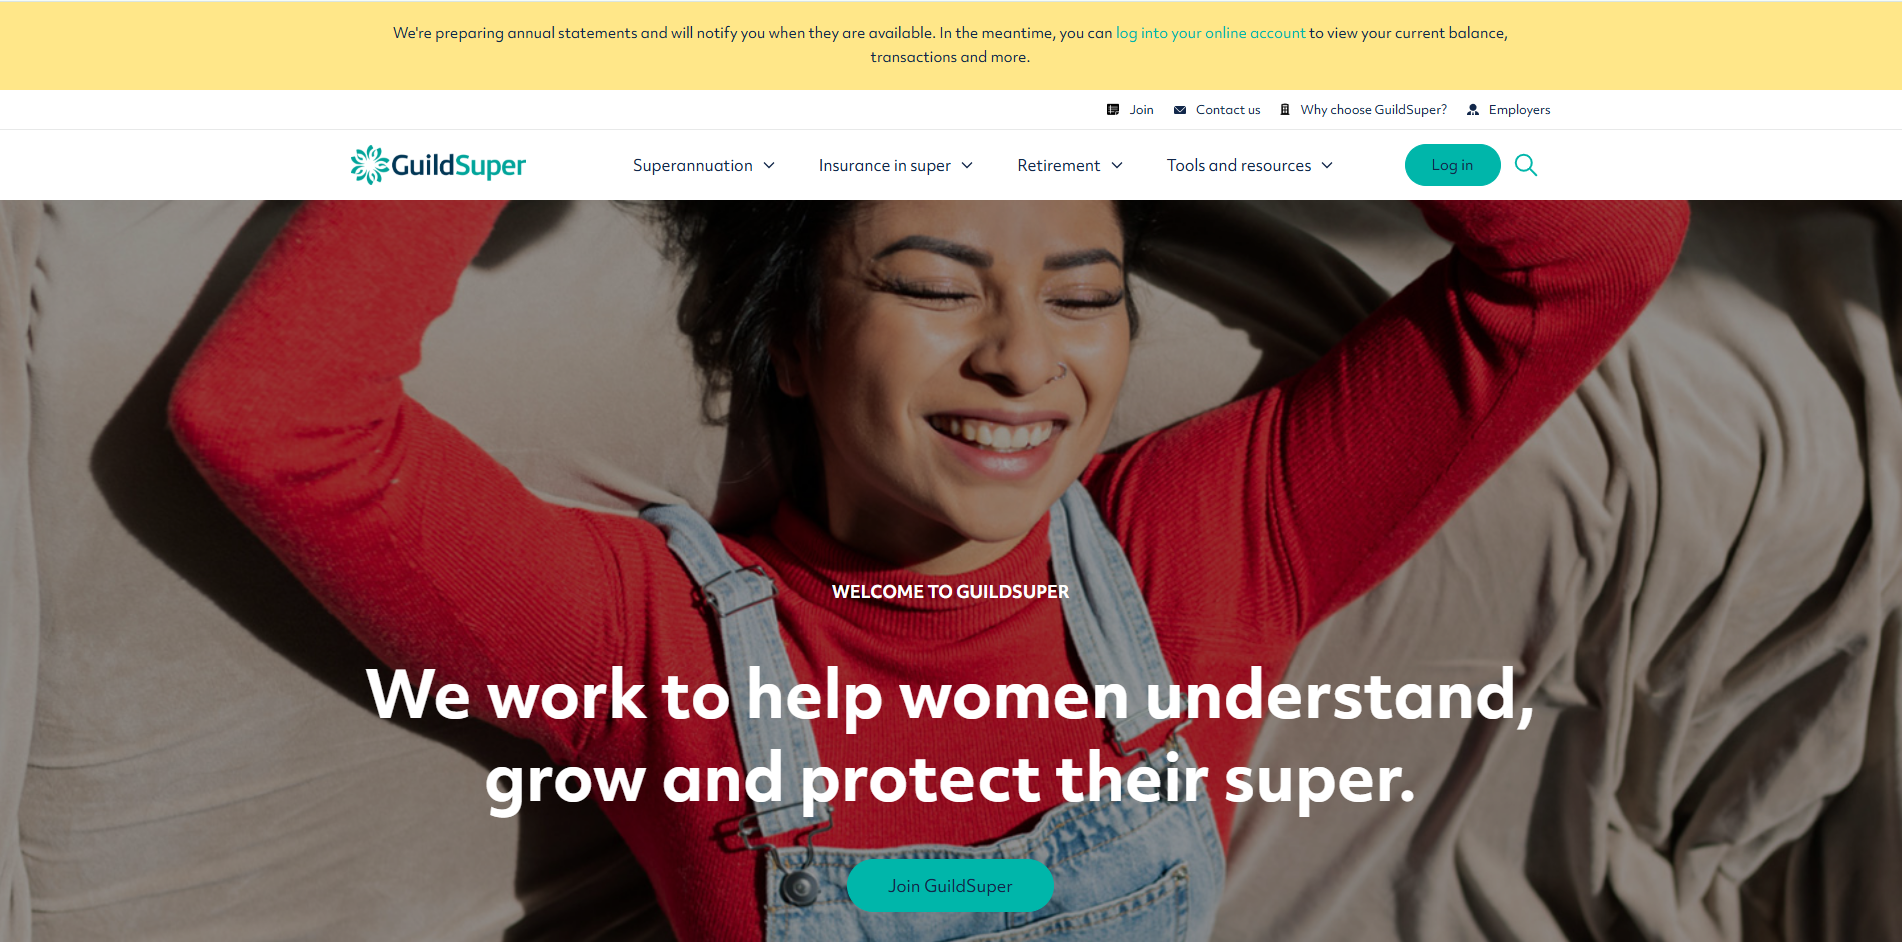 We're preparing annual statements and will notify you when they are available. In the meantime, you can log into your online account to view your current balance,
transactions and more.
Join
Contact us
Why choose GuildSuper?
Employers
GuildSuper
Superannuation
Insurance in super
Retirement
Tools and resources
Log in
WELCOME TO GUILDSUPER
We work to help women understand,
grow and protect their super.
Join GuildSuper